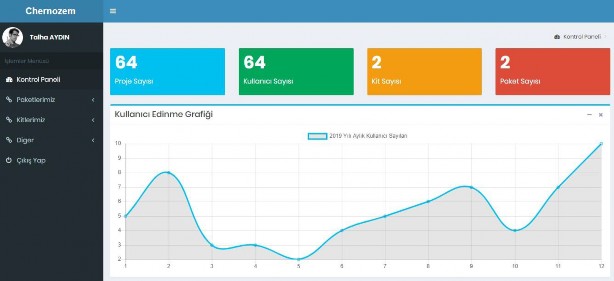 Chernozem
Talha AYDIN
İşlemler Menüsü
Kontrol Paneli
Paketlerimiz
Kitlerimiz
Diğer
Çıkış Yap
Kontrol Paneli
64
Proje Sayısı
64
Kullanıcı Sayısı
2
Kit Sayısı
2
Paket Sayısı
Kullanıcı Edinme Grafiği
2019 Yılı Aylık Kullanıcı Sayıları
10
9
8
7
6
5
4
3
2
1 2 3 4 5 6 7 8 9 10 11 12